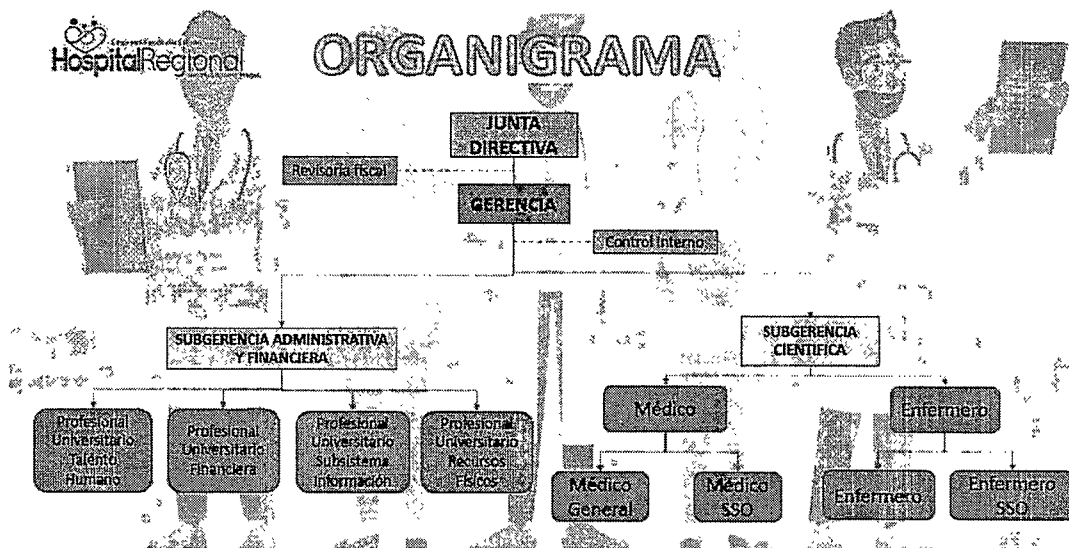 HospitalRegional
ORGANIGRAMA
JUNTA
DIRECTIVA
Revisoría fiscal
GERENCIA
Control interno
SUBGERENCIA ADMINISTRATIVA
Y FINANCIERA
SUBGERENCIA
CIENTIFICA
Profesional
Universitario
Talento
Humano
Profesional
Universitario
Financiera
Profesional
Universitario
Subsistema
Información
Profesional
Universitario
Recursos
Físicos
Médico
Enfermero
Médico
General
Médico
SSO
Enfermero
Enfermero
SSO